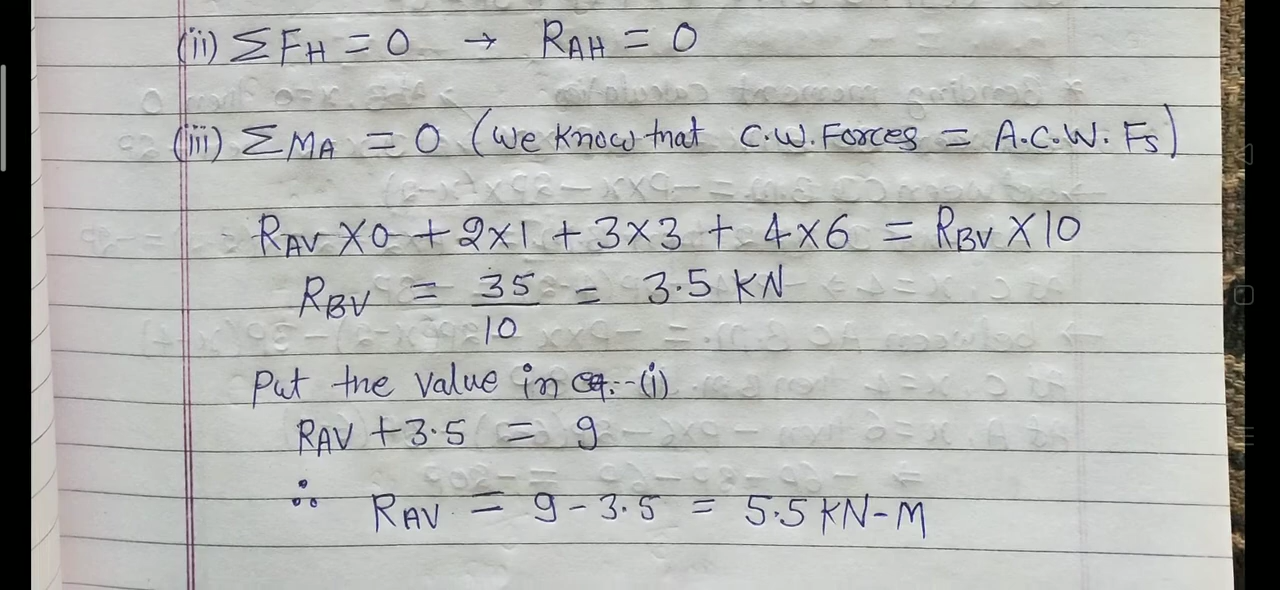 (ii) ΣFH = 0 → RAH = 0
(iii) ΣMA = 0 (We know that C.W. Forces = A.C.W. Fs)
RAV X0 + 2x1 + 3x3 + 4x6 = RBV X10
RBV = 35/10 = 3.5 KN
Put the value in eq.--(i)
RAV + 3.5 = 9
∴ RAV = 9 - 3.5 = 5.5 KN-M